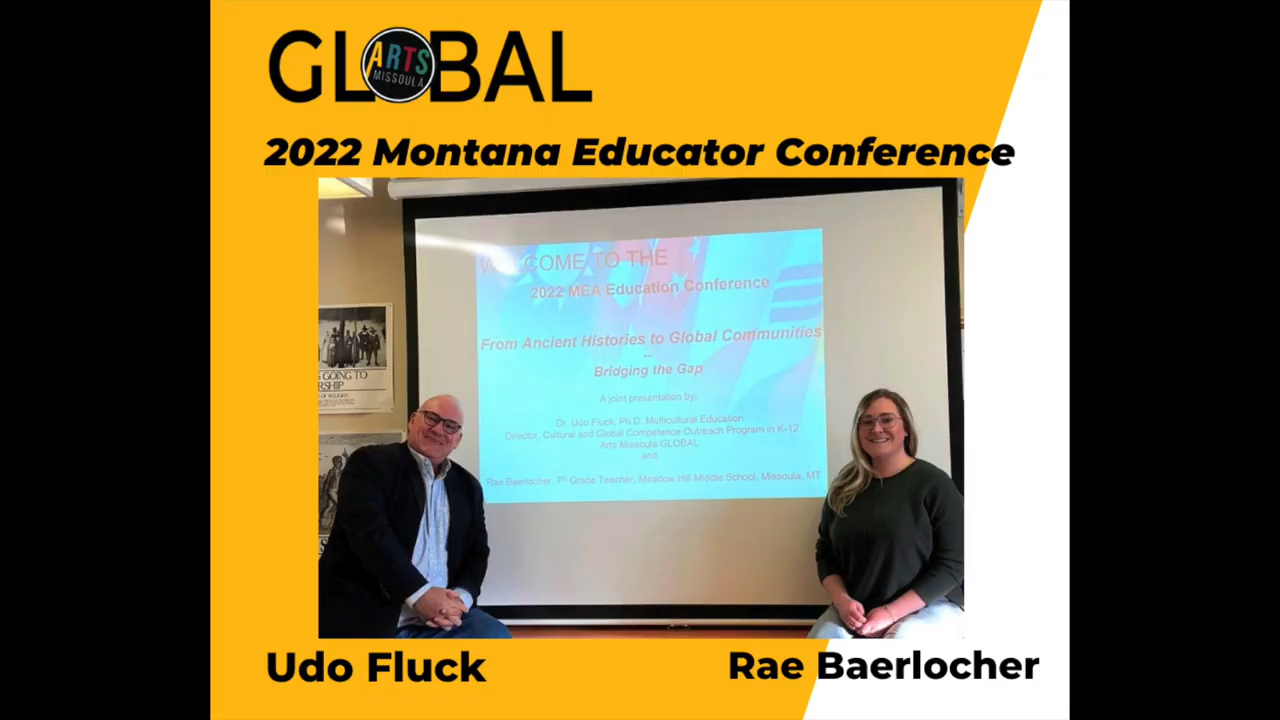 GLOBAL
ARTS
MISSOULA
2022 Montana Educator Conference
WELCOME TO THE
2022 MEA Education Conference
From Ancient Histories to Global Communities
--
Bridging the Gap
A joint presentation by:
Dr. Udo Fluck, Ph.D. Multicultural Education
Director, Cultural and Global Competence Outreach Program in K-12
Arts Missoula GLOBAL
and
Rae Baerlocher, 7th Grade Teacher, Meadow Hill Middle School, Missoula, MT
GOING TO
RSHIP
OF RELIGION
Udo Fluck
Rae Baerlocher